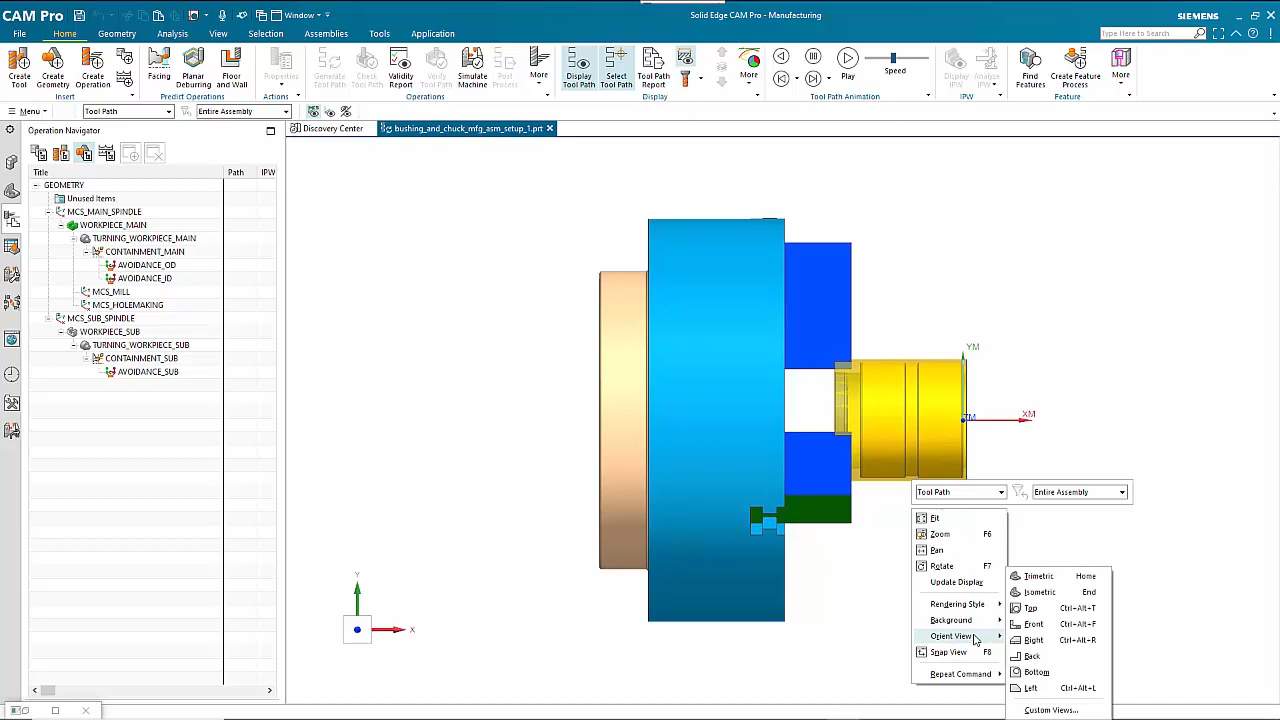 CAM Pro
Window
Solid Edge CAM Pro - Manufacturing
SIEMENS
File
Home
Geometry
Analysis
View
Selection
Assemblies
Tools
Application
Type Here to Search
Create Tool
Create Geometry
Create Operation
Insert
Facing
Planar Deburring
Floor and Wall
Predict Operations
Properties
Actions
Generate Tool Path
Check Tool Path
Validity Report
Verify Tool Path
Simulate Machine
Post Process
More
Operations
Display Tool Path
Select Tool Path
Tool Path Report
More
Display
Play
Speed
Tool Path Animation
Display IPW
Analyze IPW
IPW
Find Features
Create Feature Process
More
Feature
Menu
Tool Path
Entire Assembly
Operation Navigator
Discovery Center
bushing_and_chuck_mfg_asm_setup_1.prt
Title
Path
IPW
GEOMETRY
Unused Items
MCS_MAIN_SPINDLE
WORKPIECE_MAIN
TURNING_WORKPIECE_MAIN
CONTAINMENT_MAIN
AVOIDANCE_OD
AVOIDANCE_ID
MCS_MILL
MCS_HOLEMAKING
MCS_SUB_SPINDLE
WORKPIECE_SUB
TURNING_WORKPIECE_SUB
CONTAINMENT_SUB
AVOIDANCE_SUB
YM
XM
ZM
Y
X
Tool Path
Entire Assembly
Fit
Zoom F6
Pan
Rotate F7
Update Display
Rendering Style
Background
Orient View
Snap View F8
Repeat Command
Trimetric Home
Isometric End
Top Ctrl+Alt+T
Front Ctrl+Alt+F
Right Ctrl+Alt+R
Back
Bottom
Left Ctrl+Alt+L
Custom Views...